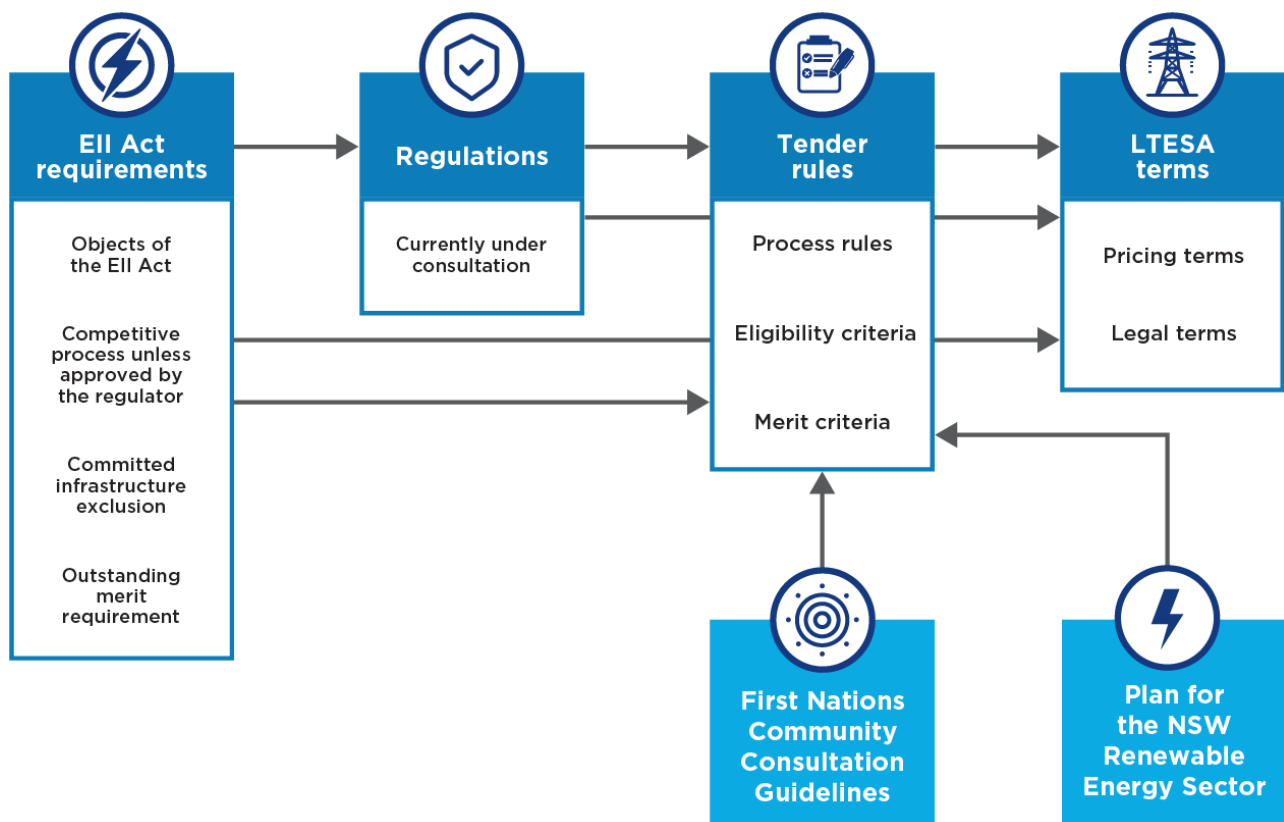 EII Act
requirements
Objects of
the EII Act
Competitive
process unless
approved by
the regulator
Committed
infrastructure
exclusion
Outstanding
merit
requirement
Regulations
Currently under
consultation
Tender
rules
Process rules
Eligibility criteria
Merit criteria
LTESA
terms
Pricing terms
Legal terms
First Nations
Community
Consultation
Guidelines
Plan for
the NSW
Renewable
Energy Sector